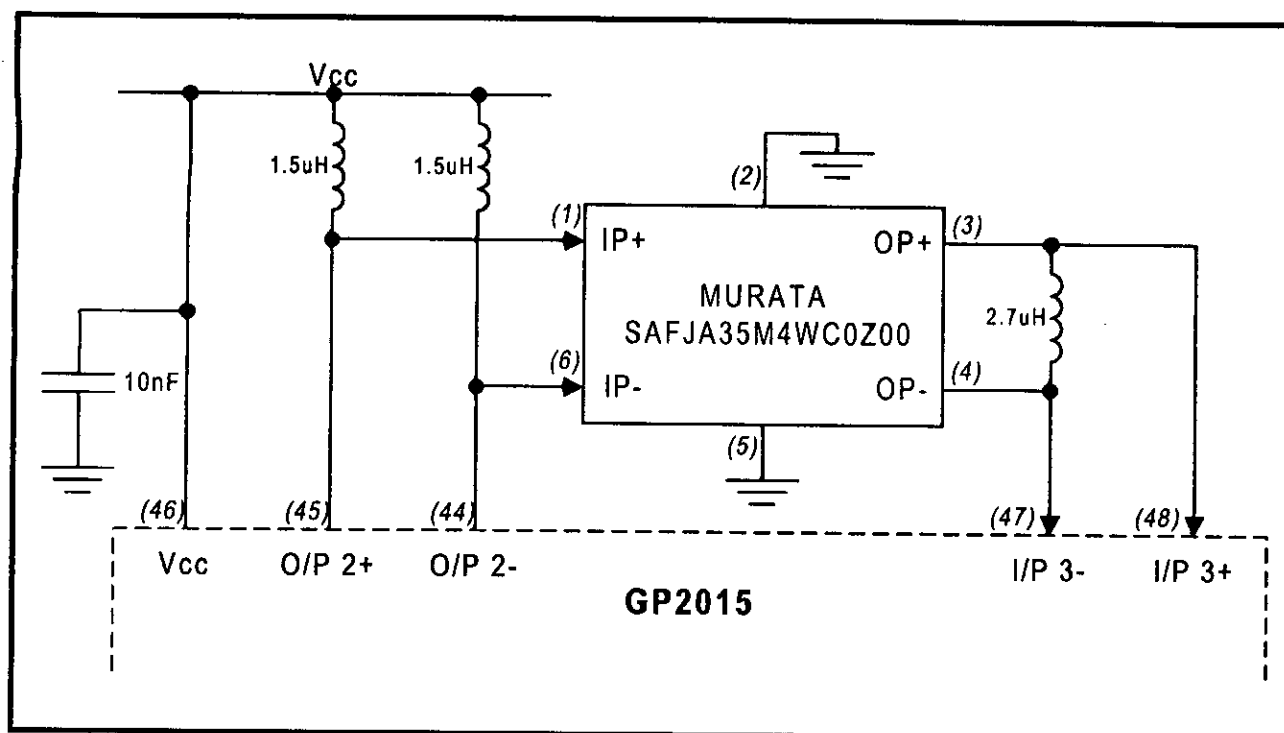 Vcc
1.5uH 1.5uH
(2)
(1) IP+ OP+ (3)
MURATA
SAFJA35M4WC0Z00
2.7uH
10nF
(6) IP- OP- (4)
(5)
(46) (45) (44) (47) (48)
Vcc O/P 2+ O/P 2- I/P 3- I/P 3+
GP2015